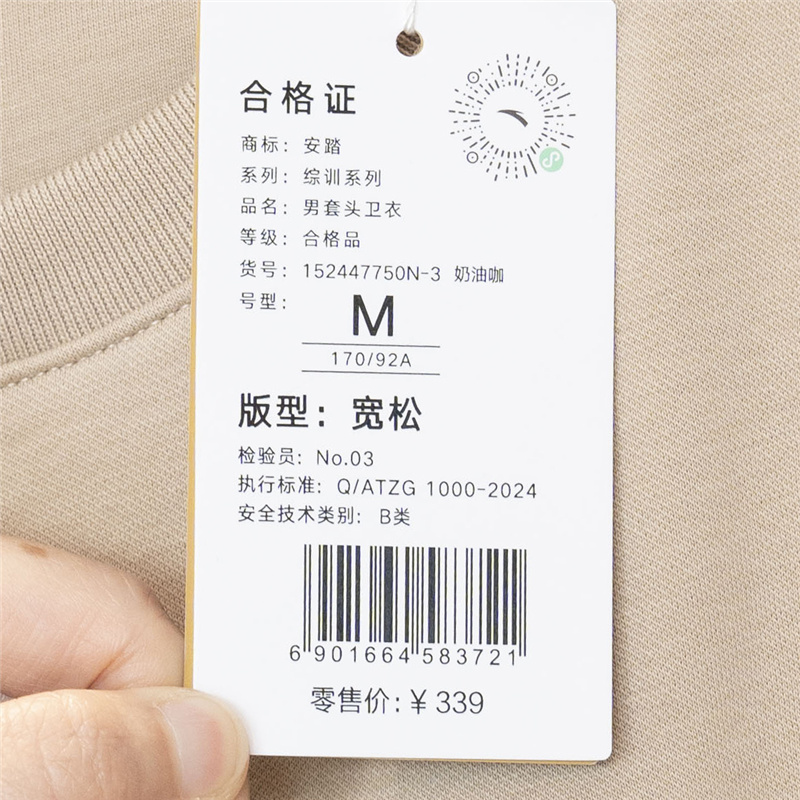 合格证
商标：安踏
系列：综训系列
品名：男套头卫衣
等级：合格品
货号：152447750N-3 奶油咖
号型：
M
170/92A
版型：宽松
检验员：No.03
执行标准：Q/ATZG 1000-2024
安全技术类别：B类
6 901664 583721
零售价：¥ 339